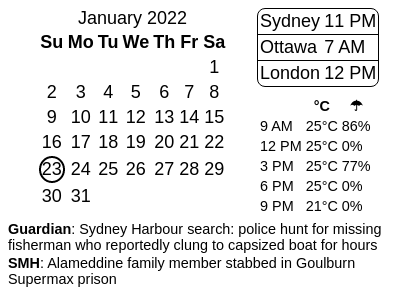 January 2022
Su Mo Tu We Th Fr Sa
1
2 3 4 5 6 7 8
9 10 11 12 13 14 15
16 17 18 19 20 21 22
23 24 25 26 27 28 29
30 31
Sydney 11 PM
Ottawa 7 AM
London 12 PM
°C ☂
9 AM 25°C 86%
12 PM 25°C 0%
3 PM 25°C 77%
6 PM 25°C 0%
9 PM 21°C 0%
Guardian: Sydney Harbour search: police hunt for missing
fisherman who reportedly clung to capsized boat for hours
SMH: Alameddine family member stabbed in Goulburn
Supermax prison